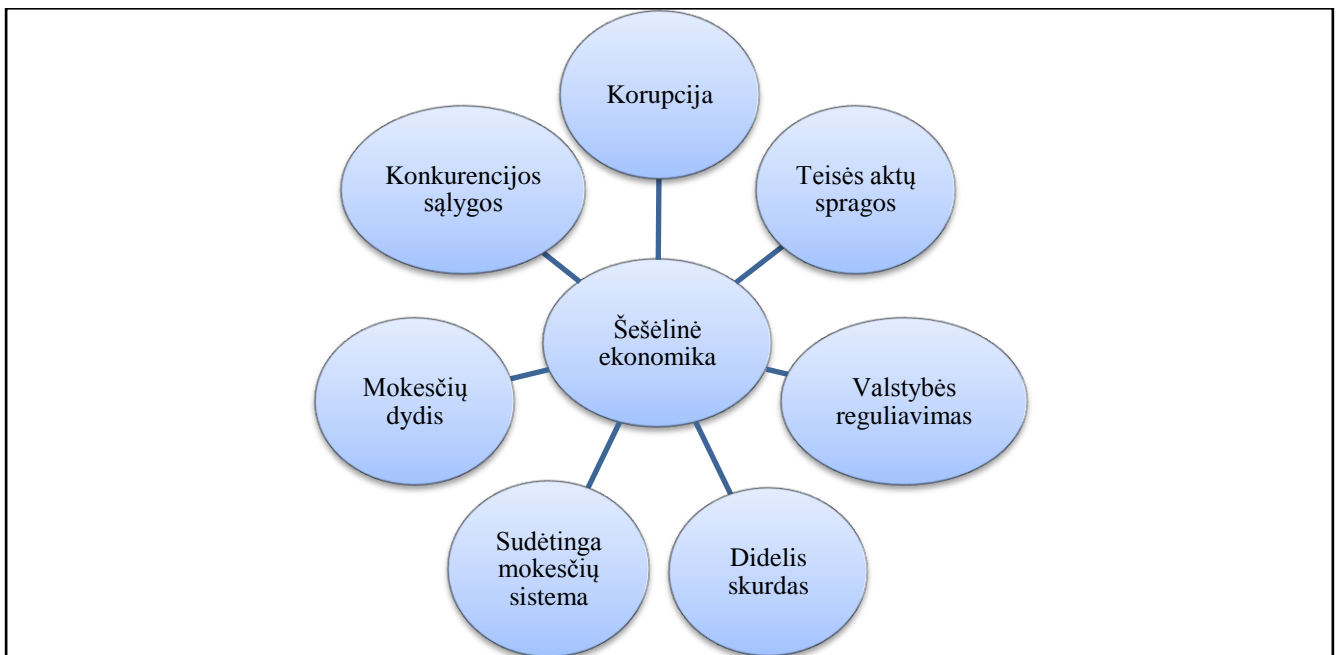 Korupcija
Konkurencijos
sąlygos
Teisės aktų
spragos
Šešėlinė
ekonomika
Mokesčių
dydis
Valstybės
reguliavimas
Sudėtinga
mokesčių
sistema
Didelis
skurdas